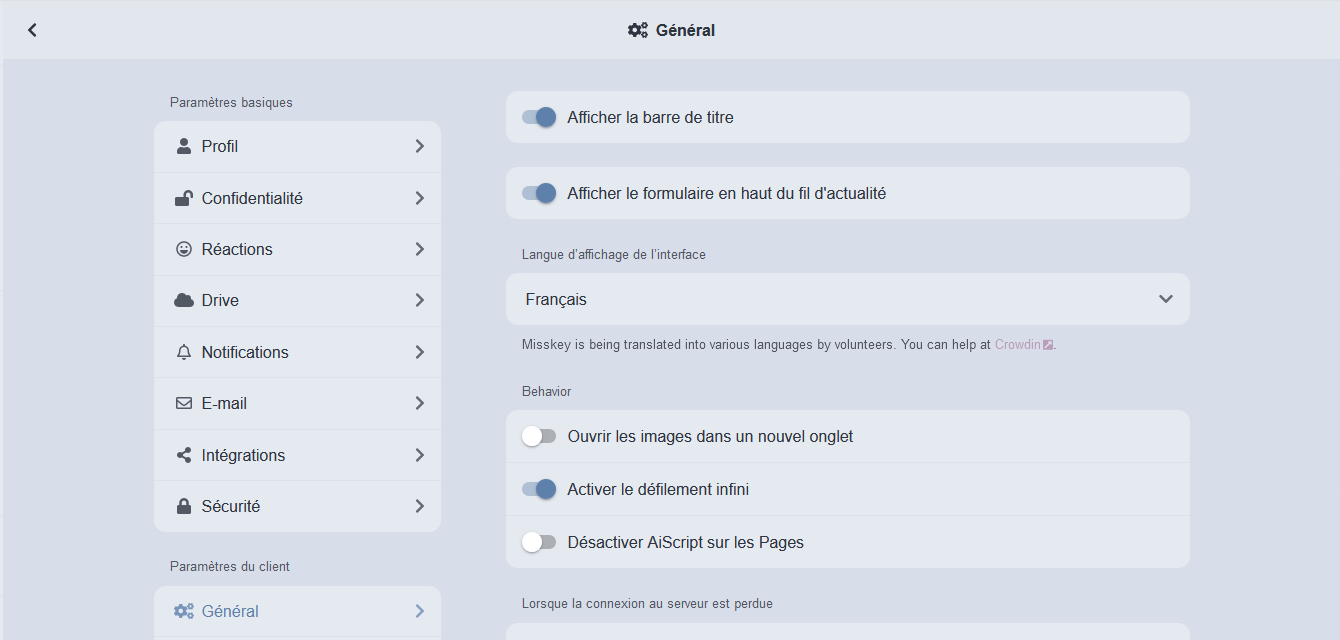 Général
Paramètres basiques
Profil
Confidentialité
Réactions
Drive
Notifications
E-mail
Intégrations
Sécurité
Paramètres du client
Général
Afficher la barre de titre
Afficher le formulaire en haut du fil d'actualité
Langue d’affichage de l’interface
Français
Misskey is being translated into various languages by volunteers. You can help at Crowdin.
Behavior
Ouvrir les images dans un nouvel onglet
Activer le défilement infini
Désactiver AiScript sur les Pages
Lorsque la connexion au serveur est perdue